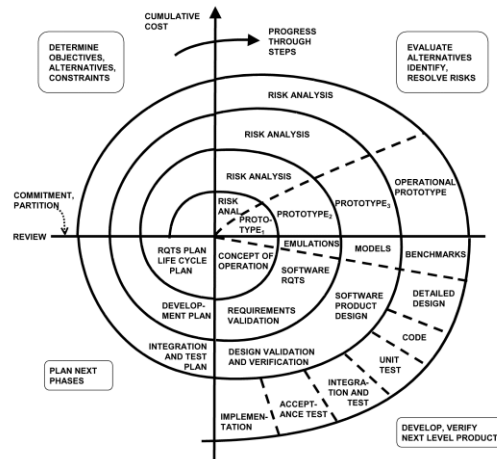 CUMULATIVE
COST
PROGRESS
THROUGH
STEPS
DETERMINE
OBJECTIVES,
ALTERNATIVES,
CONSTRAINTS
EVALUATE
ALTERNATIVES
IDENTIFY,
RESOLVE RISKS
RISK ANALYSIS
RISK ANALYSIS
RISK ANALYSIS
RISK
ANAL.
PROTO-
TYPE1
PROTOTYPE2
PROTOTYPE3
OPERATIONAL
PROTOTYPE
COMMITMENT,
PARTITION
REVIEW
RQTS PLAN
LIFE CYCLE
PLAN
CONCEPT OF
OPERATION
EMULATIONS
MODELS
BENCHMARKS
SOFTWARE
RQTS
DETAILED
DESIGN
SOFTWARE
PRODUCT
DESIGN
DEVELOP-
MENT PLAN
REQUIREMENTS
VALIDATION
CODE
INTEGRATION
AND TEST
PLAN
DESIGN VALIDATION
AND VERIFICATION
UNIT
TEST
INTEGRA-
TION AND
TEST
ACCEPT-
ANCE TEST
IMPLEMEN-
TATION
PLAN NEXT
PHASES
DEVELOP, VERIFY
NEXT LEVEL PRODUCT